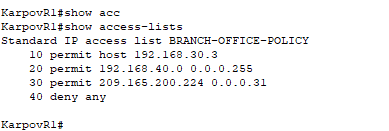 KarpovR1#show acc
KarpovR1#show access-lists
Standard IP access list BRANCH-OFFICE-POLICY
    10 permit host 192.168.30.3
    20 permit 192.168.40.0 0.0.0.255
    30 permit 209.165.200.224 0.0.0.31
    40 deny any
KarpovR1#